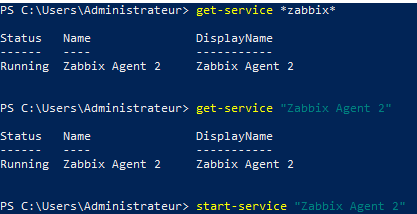 PS C:\Users\Administrateur> get-service *zabbix*
Status   Name               DisplayName
------   ----               -----------
Running  Zabbix Agent 2     Zabbix Agent 2
PS C:\Users\Administrateur> get-service "Zabbix Agent 2"
Status   Name               DisplayName
------   ----               -----------
Running  Zabbix Agent 2     Zabbix Agent 2
PS C:\Users\Administrateur> start-service "Zabbix Agent 2"